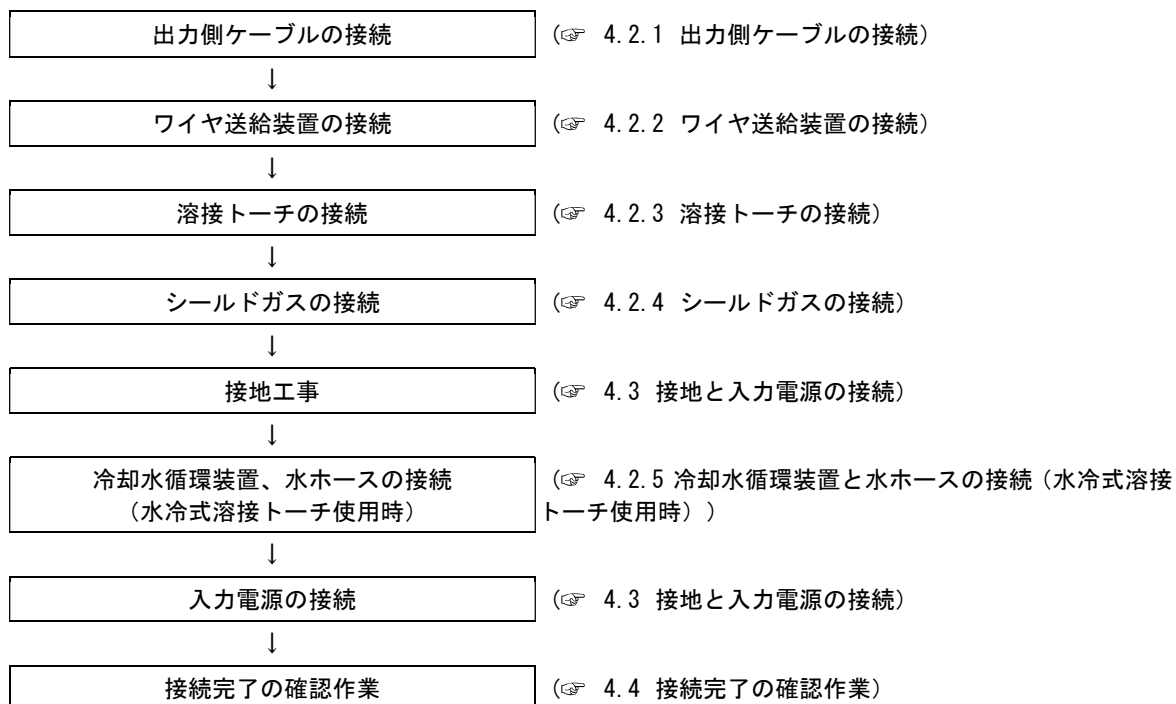 出力側ケーブルの接続 (☞ 4.2.1 出力側ケーブルの接続)
↓
ワイヤ送給装置の接続 (☞ 4.2.2 ワイヤ送給装置の接続)
↓
溶接トーチの接続 (☞ 4.2.3 溶接トーチの接続)
↓
シールドガスの接続 (☞ 4.2.4 シールドガスの接続)
↓
接地工事 (☞ 4.3 接地と入力電源の接続)
↓
冷却水循環装置、水ホースの接続
(水冷式溶接トーチ使用時)
(☞ 4.2.5 冷却水循環装置と水ホースの接続(水冷式溶接
トーチ使用時))
↓
入力電源の接続 (☞ 4.3 接地と入力電源の接続)
↓
接続完了の確認作業 (☞ 4.4 接続完了の確認作業)